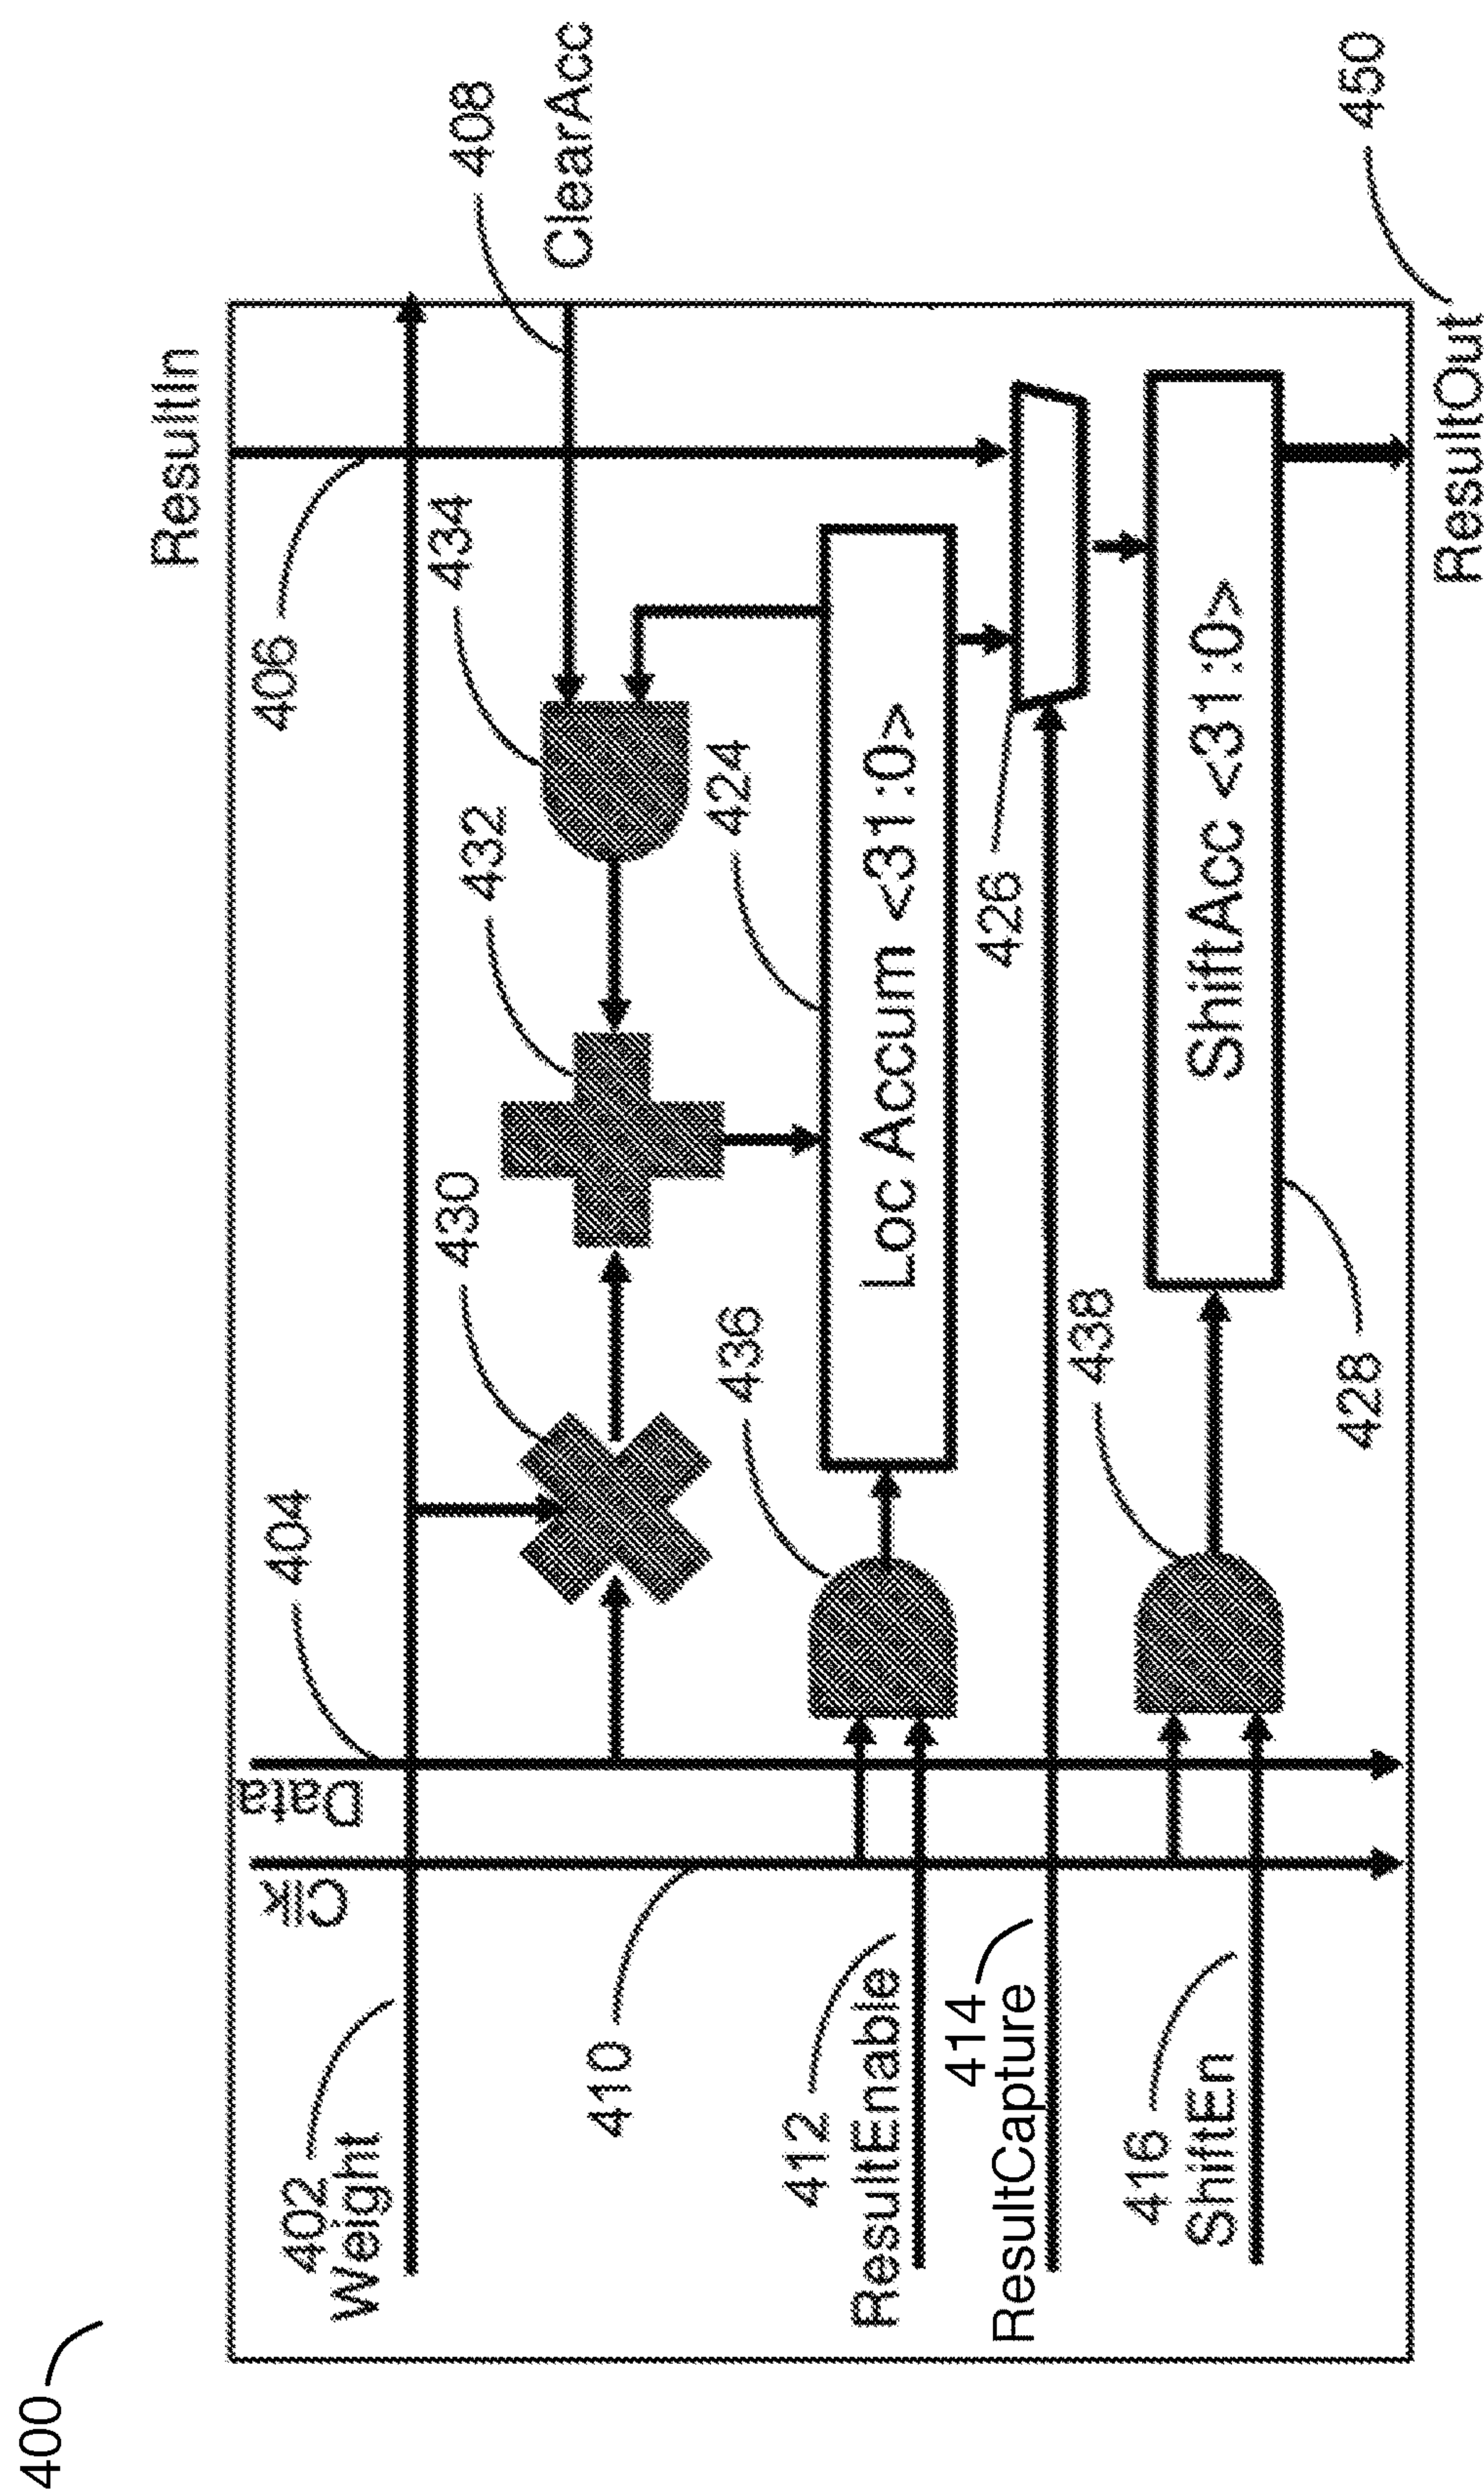 400
ResultIn
406
408
ClearAcc
402
Weight
Clk
Data
404
430
432
434
410
412
ResultEnable
436
424
Loc Accum <31:0>
414
ResultCapture
426
416
ShiftEn
438
ShiftAcc <31:0>
428
ResultOut
450